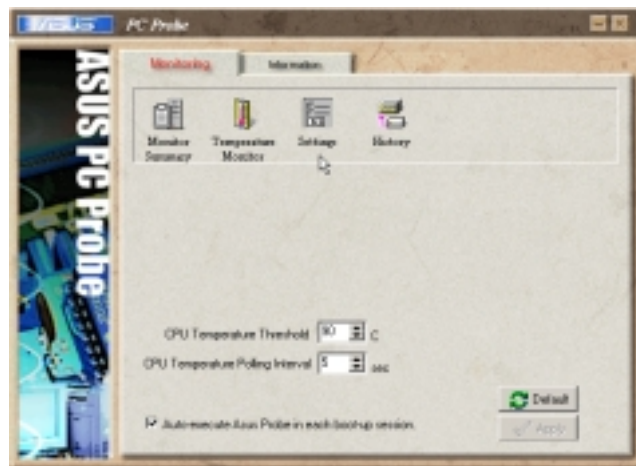 ASUS PC Probe
ASUS PC Probe
Monitoring Information
Monitor Summary
Temperature Monitor
Settings
History
CPU Temperature Threshold 90 C
CPU Temperature Polling Interval 5 sec
Auto-execute Asus Probe in each boot-up session.
Default
Apply